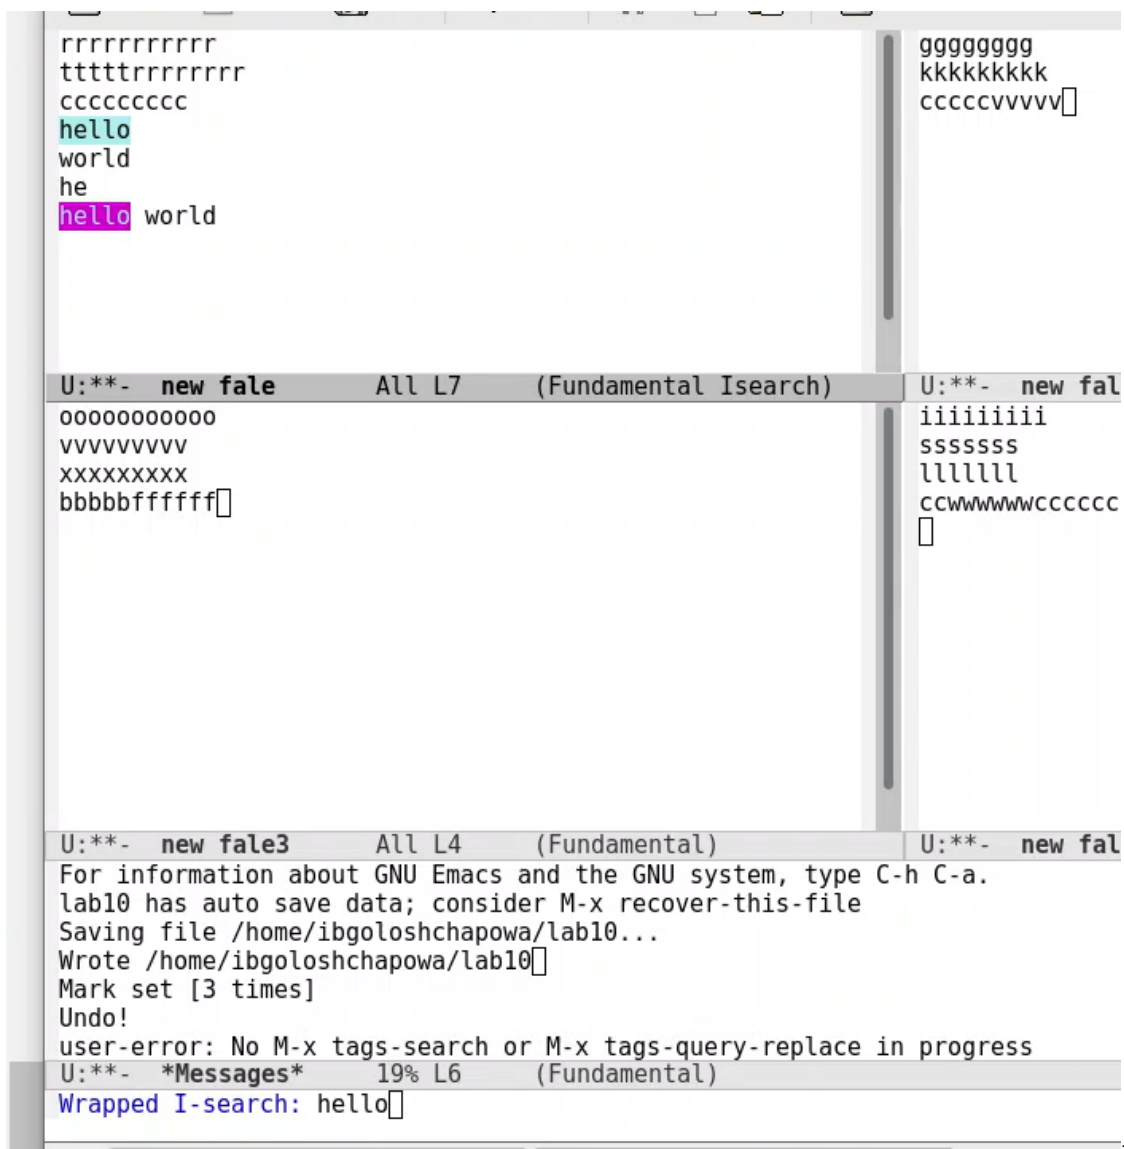 rrrrrrrrrrr
tttttrrrrrrrr
ccccccccc
hello
world
he
hello world
U:**-  new fale       All L7     (Fundamental Isearch)
gggggggg
kkkkkkkkk
cccccvvvvv
U:**-  new fal
ooooooooooo
vvvvvvvvv
xxxxxxxxx
bbbbbffffff
U:**-  new fale3      All L4     (Fundamental)
iiiiiiiii
sssssss
lllllll
ccwwwwwwcccccc
U:**-  new fal
For information about GNU Emacs and the GNU system, type C-h C-a.
lab10 has auto save data; consider M-x recover-this-file
Saving file /home/ibgoloshchapowa/lab10...
Wrote /home/ibgoloshchapowa/lab10
Mark set [3 times]
Undo!
user-error: No M-x tags-search or M-x tags-query-replace in progress
U:**-  *Messages*     19% L6     (Fundamental)
Wrapped I-search: hello